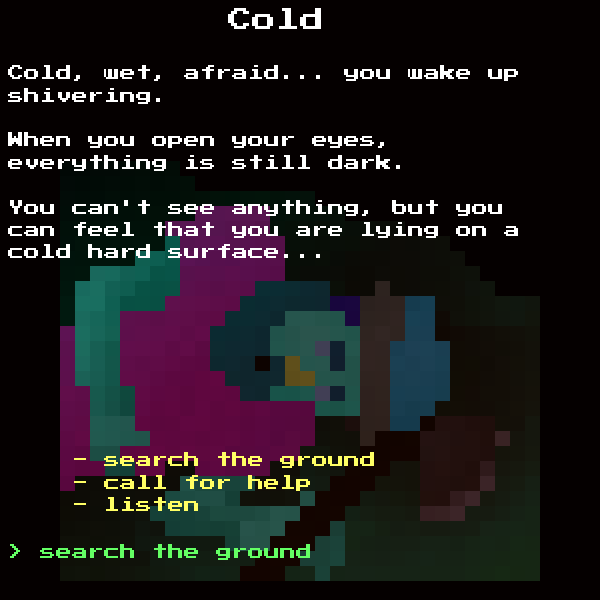 Cold
Cold, wet, afraid... you wake up
shivering.
When you open your eyes,
everything is still dark.
You can't see anything, but you
can feel that you are lying on a
cold hard surface...
- search the ground
- call for help
- listen
> search the ground